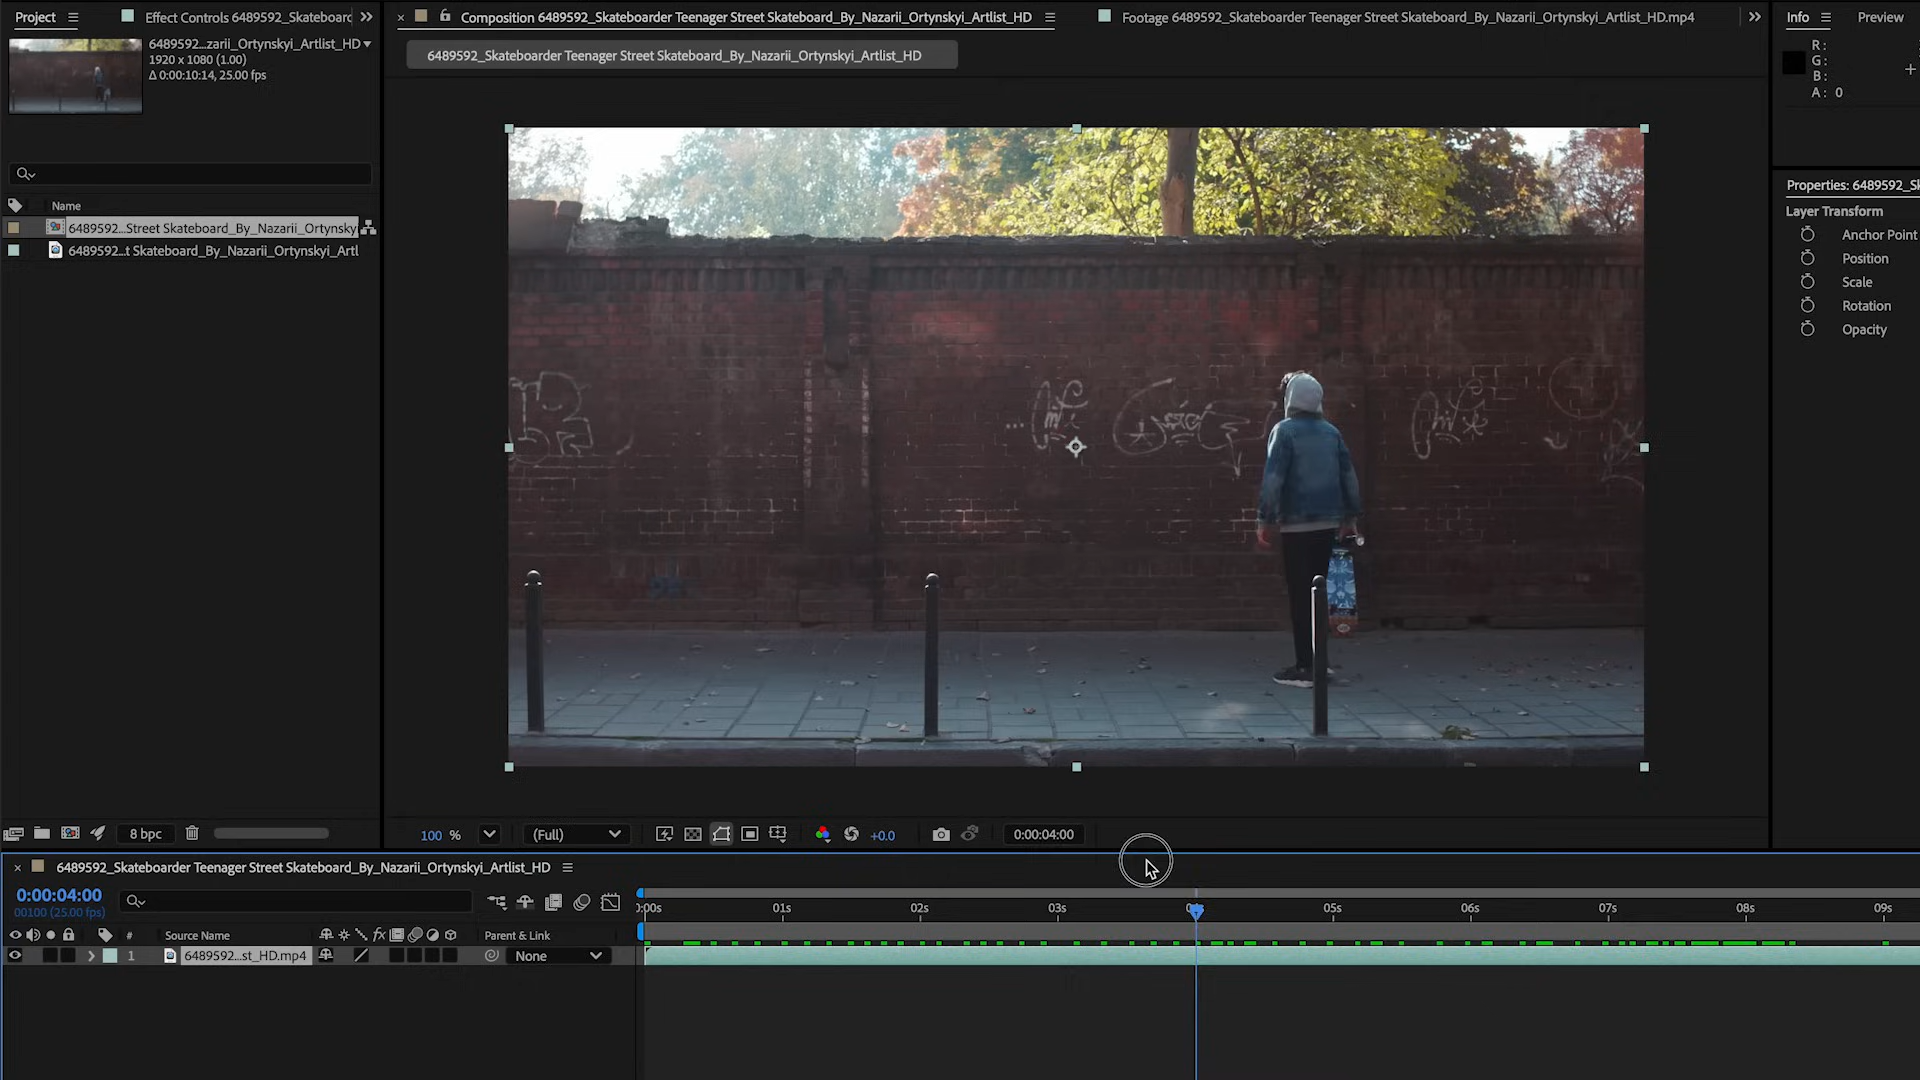 Project
Effect Controls 6489592_Skateboard
Composition 6489592_Skateboarder Teenager Street Skateboard_By_Nazarii_Ortynskyi_Artlist_HD
Footage 6489592_Skateboarder Teenager Street Skateboard_By_Nazarii_Ortynskyi_Artlist_HD.mp4
Info
Preview
6489592...zarii_Ortynskyi_Artlist_HD
1920 x 1080 (1.00)
Δ 0:00:10:14, 25.00 fps
6489592_Skateboarder Teenager Street Skateboard_By_Nazarii_Ortynskyi_Artlist_HD
R:
G:
B:
A: 0
Name
6489592...Street Skateboard_By_Nazarii_Ortynsky
6489592...t Skateboard_By_Nazarii_Ortynskyi_Artl
Properties: 6489592_Sk
Layer Transform
Anchor Point
Position
Scale
Rotation
Opacity
8 bpc
100 %
(Full)
+0.0
0:00:04:00
6489592_Skateboarder Teenager Street Skateboard_By_Nazarii_Ortynskyi_Artlist_HD
0:00:04:00
00100 (25.00 fps)
0:00s 01s 02s 03s 05s 06s 07s 08s 09s
# Source Name fx Parent & Link
1 6489592...st_HD.mp4 None